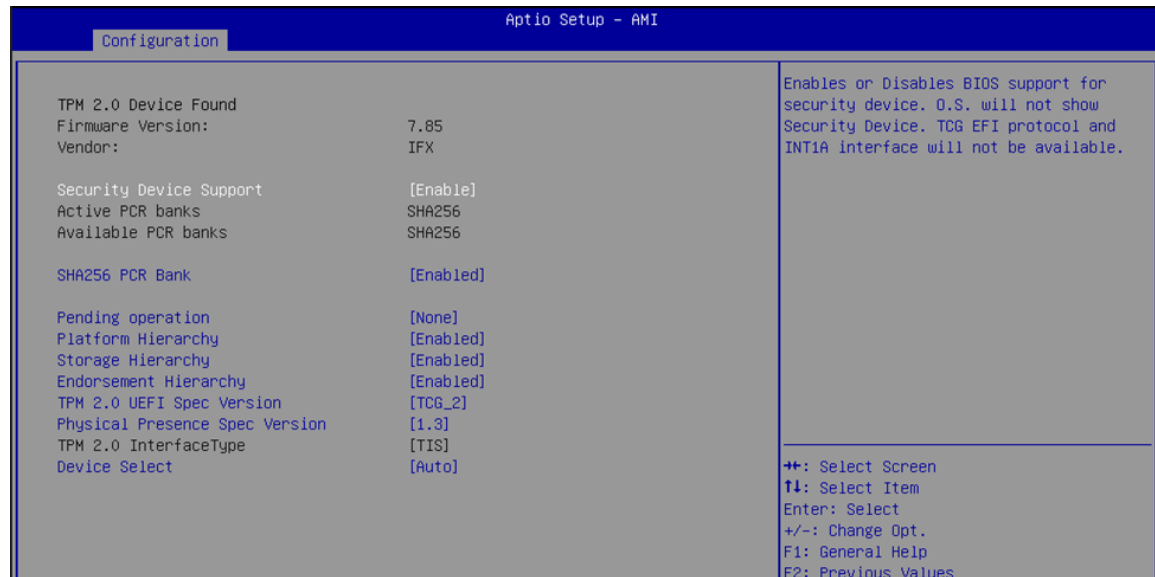 Aptio Setup - AMI
Configuration
TPM 2.0 Device Found
Firmware Version: 7.85
Vendor: IFX
Security Device Support [Enable]
Active PCR banks SHA256
Available PCR banks SHA256
SHA256 PCR Bank [Enabled]
Pending operation [None]
Platform Hierarchy [Enabled]
Storage Hierarchy [Enabled]
Endorsement Hierarchy [Enabled]
TPM 2.0 UEFI Spec Version [TCG_2]
Physical Presence Spec Version [1.3]
TPM 2.0 InterfaceType [TIS]
Device Select [Auto]
Enables or Disables BIOS support for
security device. O.S. will not show
Security Device. TCG EFI protocol and
INT1A interface will not be available.
→←: Select Screen
↑↓: Select Item
Enter: Select
+/-: Change Opt.
F1: General Help
F2: Previous Values